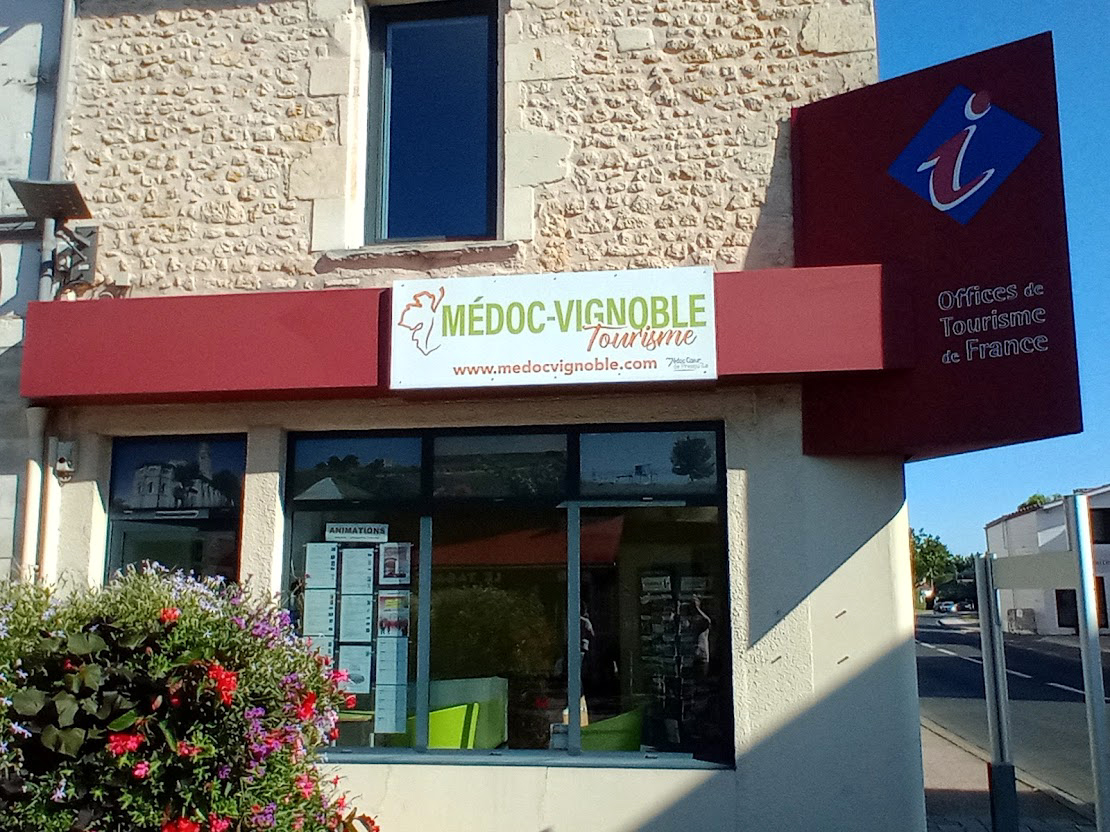 MÉDOC-VIGNOBLE
Tourisme
www.medocvignoble.com
Offices de
Tourisme
de France
ANIMATIONS